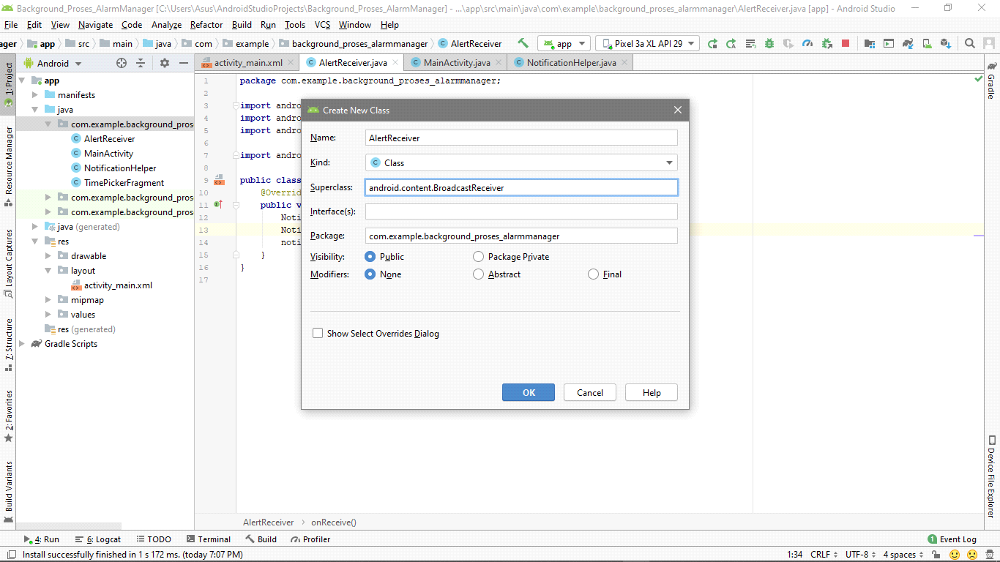 Background_Proses_AlarmManager [C:\Users\Asus\AndroidStudioProjects\Background_Proses_AlarmManager] - ...\app\src\main\java\com\example\background_proses_alarmmanager\AlertReceiver.java [app] - Android Studio
File Edit View Navigate Code Analyze Refactor Build Run Tools VCS Window Help
ager app src main java com example background_proses_alarmmanager AlertReceiver app Pixel 3a XL API 29
1: Project
Resource Manager
Layout Captures
7: Structure
2: Favorites
Build Variants
Android
app
manifests
java
com.example.background_pros
AlertReceiver
MainActivity
NotificationHelper
TimePickerFragment
com.example.background_pros
com.example.background_pros
java (generated)
res
drawable
layout
activity_main.xml
mipmap
values
res (generated)
Gradle Scripts
activity_main.xml AlertReceiver.java MainActivity.java NotificationHelper.java
1 package com.example.background_proses_alarmmanager;
2
3 import andro
4 import andro
5 import andro
6
7 import andro
8
9 public class
10 @Overrid
11 public v
12 Noti
13 Noti
14 noti
15 }
16 }
17
Create New Class
Name: AlertReceiver
Kind: Class
Superclass: android.content.BroadcastReceiver
Interface(s):
Package: com.example.background_proses_alarmmanager
Visibility: Public Package Private
Modifiers: None Abstract Final
Show Select Overrides Dialog
OK Cancel Help
Gradle
Device File Explorer
AlertReceiver onReceive()
4: Run 6: Logcat TODO Terminal Build Profiler 1 Event Log
Install successfully finished in 1 s 172 ms. (today 7:07 PM) 1:34 CRLF UTF-8 4 spaces